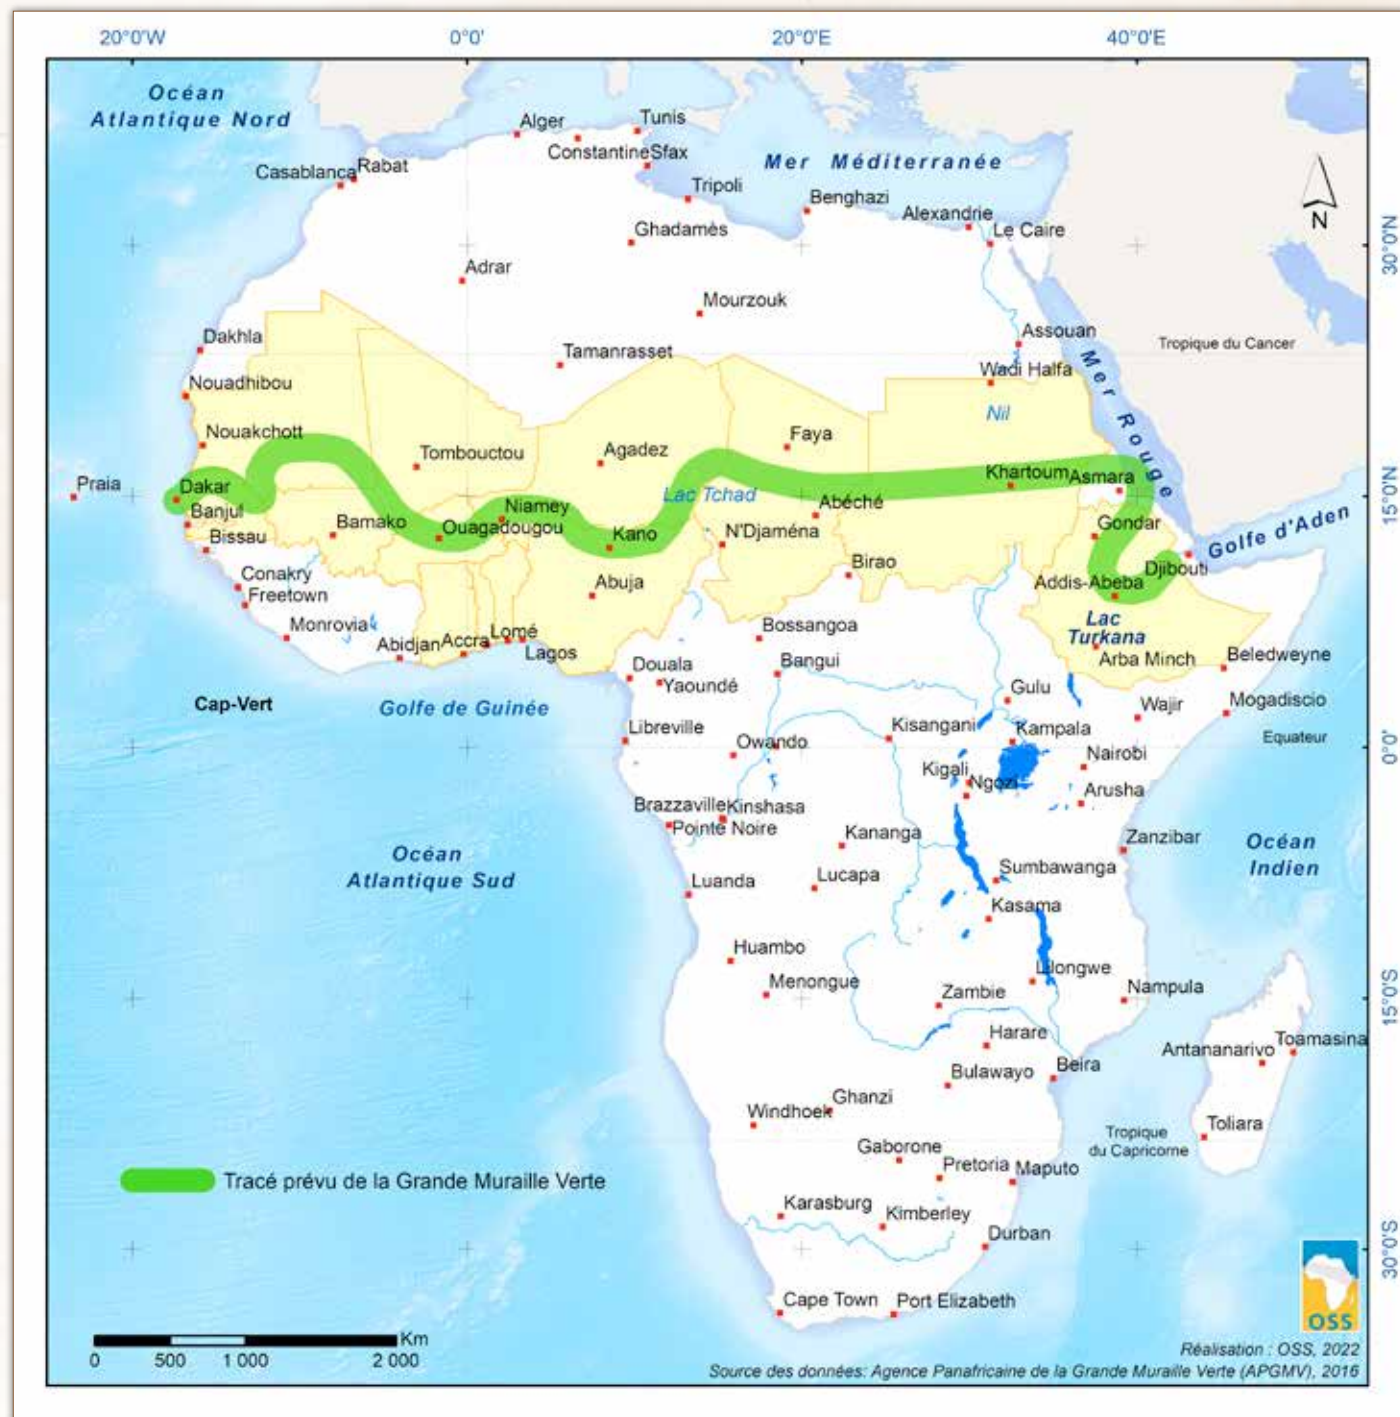 20°0'W
0°0'
20°0'E
40°0'E
Océan
Atlantique Nord
Alger
Tunis
Constantine
Sfax
Mer Méditerranée
Casablanca
Rabat
Tripoli
Benghazi
Alexandrie
Le Caire
N
30°0'N
Ghadamès
Adrar
Mourzouk
Assouan
Tropique du Cancer
Dakhla
Tamanrasset
Wadi Halfa
Mer Rouge
Nouadhibou
Nil
Nouakchott
Tombouctou
Agadez
Faya
Praia
Dakar
Lac Tchad
Khartoum
Asmara
15°0'N
Banjul
Niamey
Abéché
Bamako
Ouagadougou
Kano
N'Djaména
Gondar
Golfe d'Aden
Bissau
Birao
Djibouti
Conakry
Abuja
Addis-Abeba
Freetown
Lac
Turkana
Monrovia
Abidjan
Accra
Lomé
Lagos
Bossangoa
Arba Minch
Beledweyne
Douala
Yaoundé
Bangui
Gulu
Wajir
Mogadiscio
Cap-Vert
Golfe de Guinée
Libreville
Owando
Kisangani
Kampala
Equateur
0°0'
Nairobi
Kigali
Ngozi
Arusha
Brazzaville
Kinshasa
Pointe Noire
Kananga
Zanzibar
Océan
Indien
Océan
Atlantique Sud
Luanda
Lucapa
Sumbawanga
Kasama
Huambo
Menongue
Lilongwe
Zambie
Nampula
15°0'S
Harare
Antananarivo
Toamasina
Bulawayo
Beira
Ghanzi
Windhoek
Toliara
Tropique
du Capricorne
Gaborone
Pretoria
Maputo
Tracé prévu de la Grande Muraille Verte
Karasburg
Kimberley
Durban
30°0'S
Cape Town
Port Elizabeth
OSS
Km
0 500 1 000 2 000
Réalisation : OSS, 2022
Source des données: Agence Panafricaine de la Grande Muraille Verte (APGMV), 2016